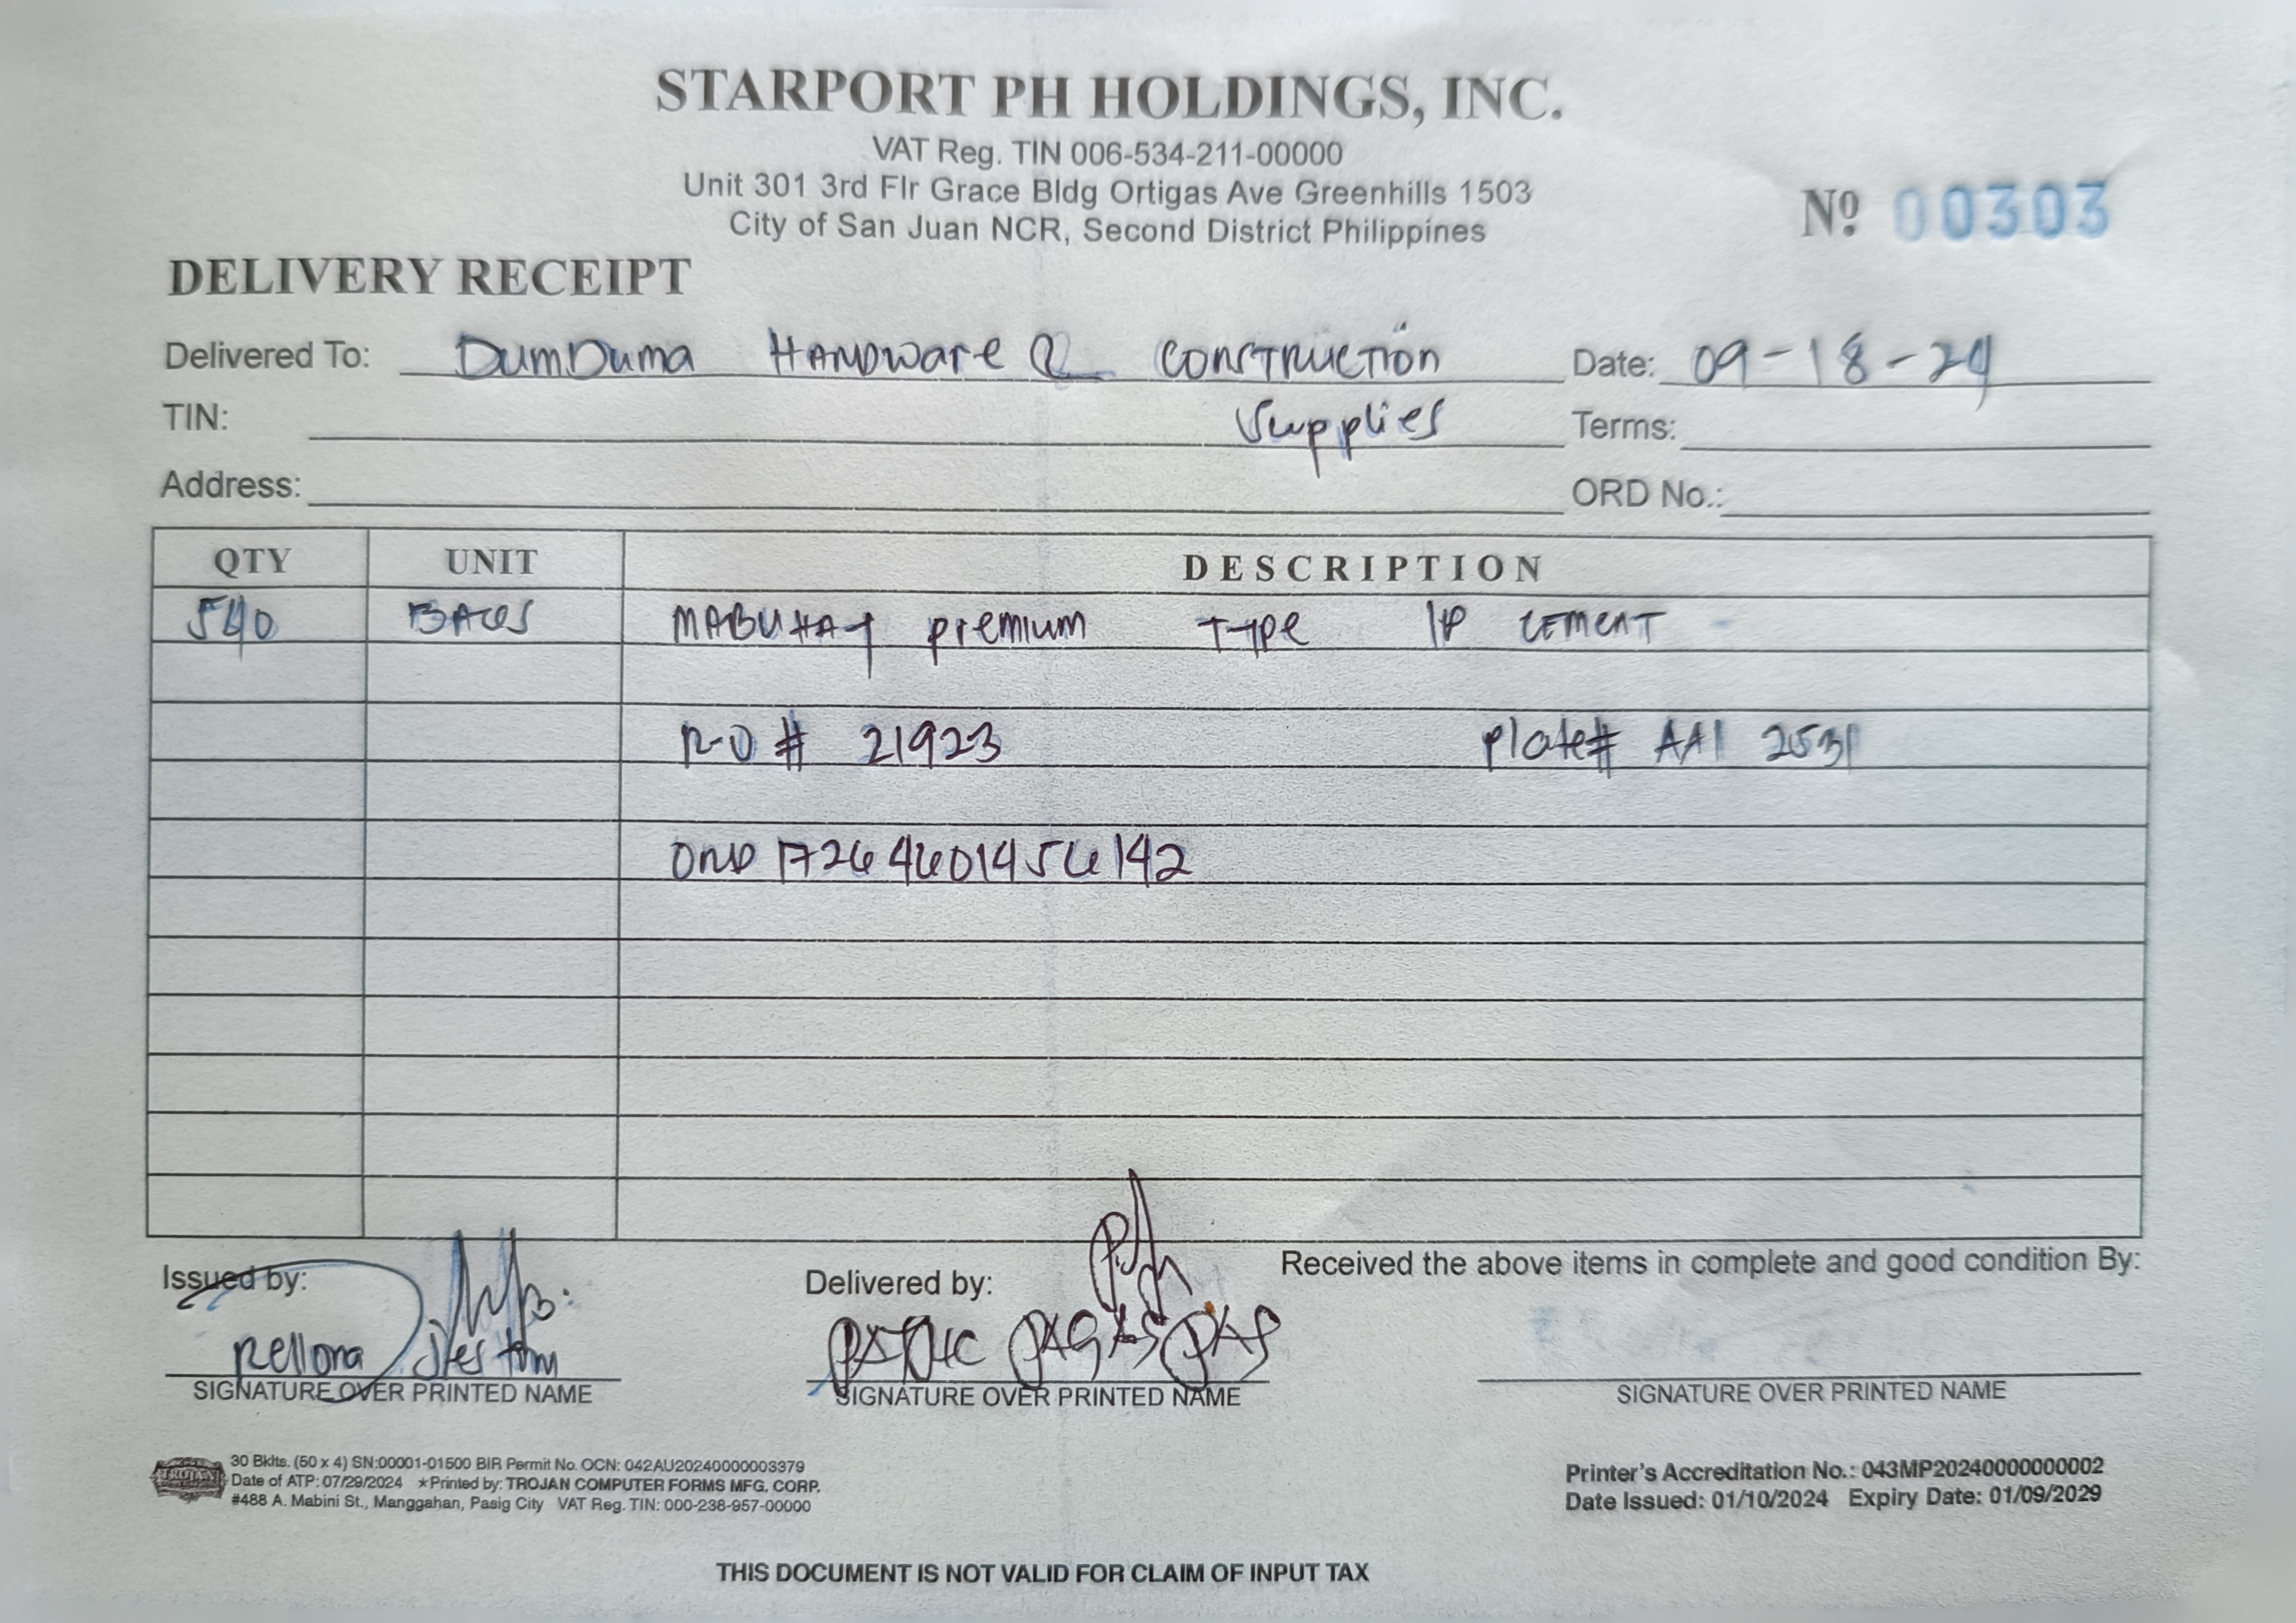 STARPORT PH HOLDINGS, INC.
VAT Reg. TIN 006-534-211-00000
Unit 301 3rd Flr Grace Bldg Ortigas Ave Greenhills 1503
City of San Juan NCR, Second District Philippines
Nº 00303
DELIVERY RECEIPT
Delivered To: DumDuma HARDware & CONSTRUCTION Date: 09-18-24
TIN: Supplies Terms:
Address: ORD No.:
QTY UNIT DESCRIPTION
540 BAGS MABUHAY premium TYPE 1P CEMENT
R-O # 21923 Plate# AAI 2531
ORD 17264601456142
Issued by: Delivered by: Received the above items in complete and good condition By:
Rellona
SIGNATURE OVER PRINTED NAME SIGNATURE OVER PRINTED NAME SIGNATURE OVER PRINTED NAME
TROJAN
30 Bklts. (50 x 4) SN:00001-01500 BIR Permit No. OCN: 042AU20240000003379
Date of ATP: 07/29/2024 ★Printed by: TROJAN COMPUTER FORMS MFG. CORP.
#488 A. Mabini St., Manggahan, Pasig City VAT Reg. TIN: 000-238-957-00000
Printer's Accreditation No.: 043MP20240000000002
Date Issued: 01/10/2024 Expiry Date: 01/09/2029
THIS DOCUMENT IS NOT VALID FOR CLAIM OF INPUT TAX